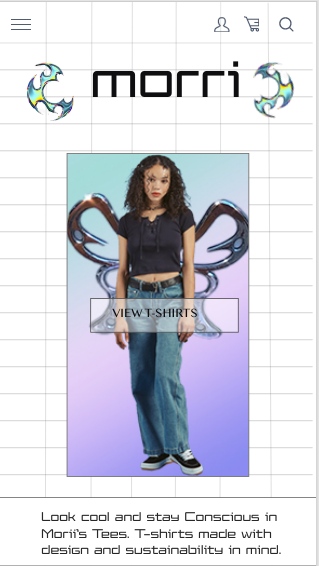 morri
VIEW T-SHIRTS
Look cool and stay Conscious in
Morii's Tees. T-shirts made with
design and sustainability in mind.